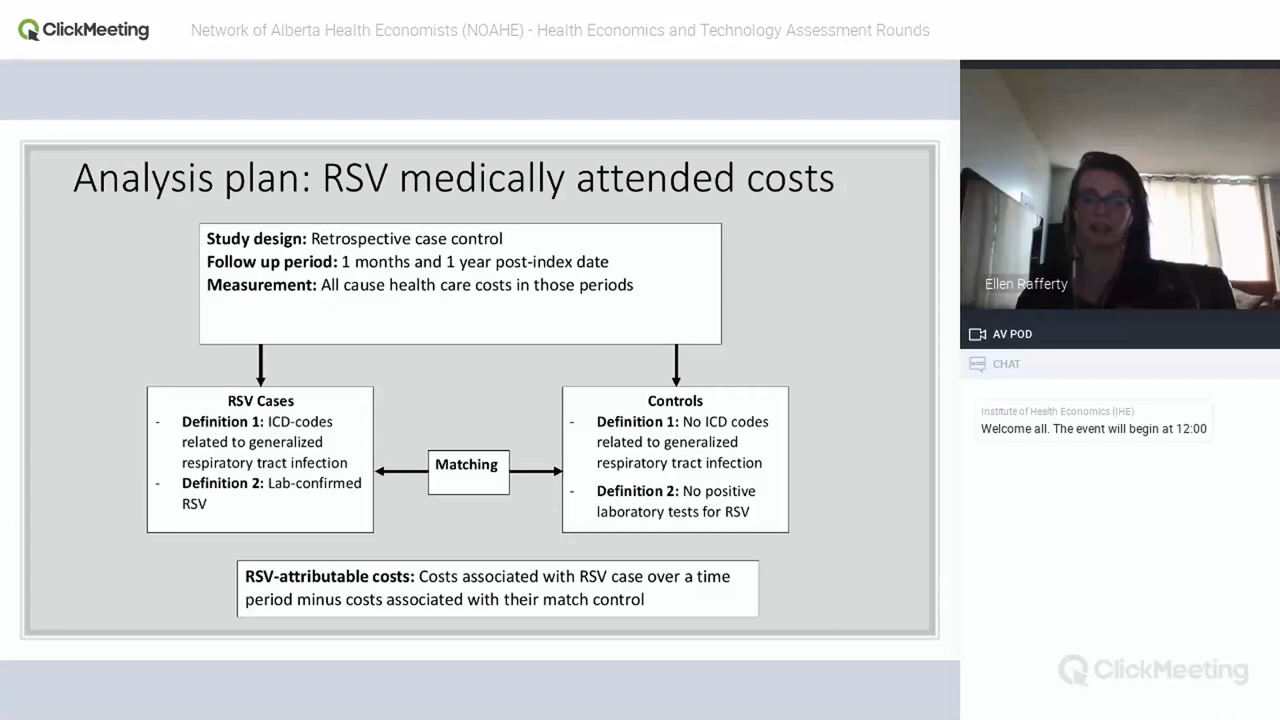 ClickMeeting
Network of Alberta Health Economists (NOAHE) - Health Economics and Technology Assessment Rounds
Analysis plan: RSV medically attended costs
Study design: Retrospective case control
Follow up period: 1 months and 1 year post-index date
Measurement: All cause health care costs in those periods
RSV Cases
- Definition 1: ICD-codes
related to generalized
respiratory tract infection
- Definition 2: Lab-confirmed
RSV
Matching
Controls
- Definition 1: No ICD codes
related to generalized
respiratory tract infection
- Definition 2: No positive
laboratory tests for RSV
RSV-attributable costs: Costs associated with RSV case over a time
period minus costs associated with their match control
Ellen Rafferty
AV POD
CHAT
Institute of Health Economics (IHE)
Welcome all. The event will begin at 12:00
ClickMeeting